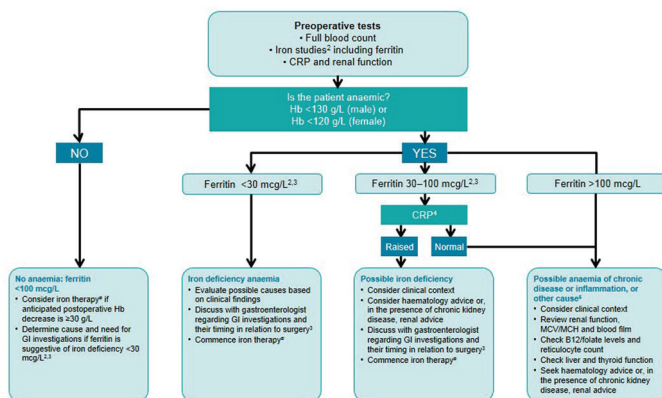 Preoperative tests
• Full blood count
• Iron studies² including ferritin
• CRP and renal function
Is the patient anaemic?
Hb <130 g/L (male) or
Hb <120 g/L (female)
NO
YES
Ferritin <30 mcg/L²,³
Ferritin 30–100 mcg/L²,³
Ferritin >100 mcg/L
CRP⁴
Raised
Normal
No anaemia: ferritin
<100 mcg/L
• Consider iron therapy# if
anticipated postoperative Hb
decrease is ≥30 g/L
• Determine cause and need for
GI investigations if ferritin is
suggestive of iron deficiency <30
mcg/L²,³
Iron deficiency anaemia
• Evaluate possible causes based
on clinical findings
• Discuss with gastroenterologist
regarding GI investigations and
their timing in relation to surgery³
• Commence iron therapy#
Possible iron deficiency
• Consider clinical context
• Consider haematology advice or,
in the presence of chronic kidney
disease, renal advice
• Discuss with gastroenterologist
regarding GI investigations and
their timing in relation to surgery³
• Commence iron therapy#
Possible anaemia of chronic
disease or inflammation, or
other cause⁴
• Consider clinical context
• Review renal function,
MCV/MCH and blood film
• Check B12/folate levels and
reticulocyte count
• Check liver and thyroid function
• Seek haematology advice or, in
the presence of chronic kidney
disease, renal advice